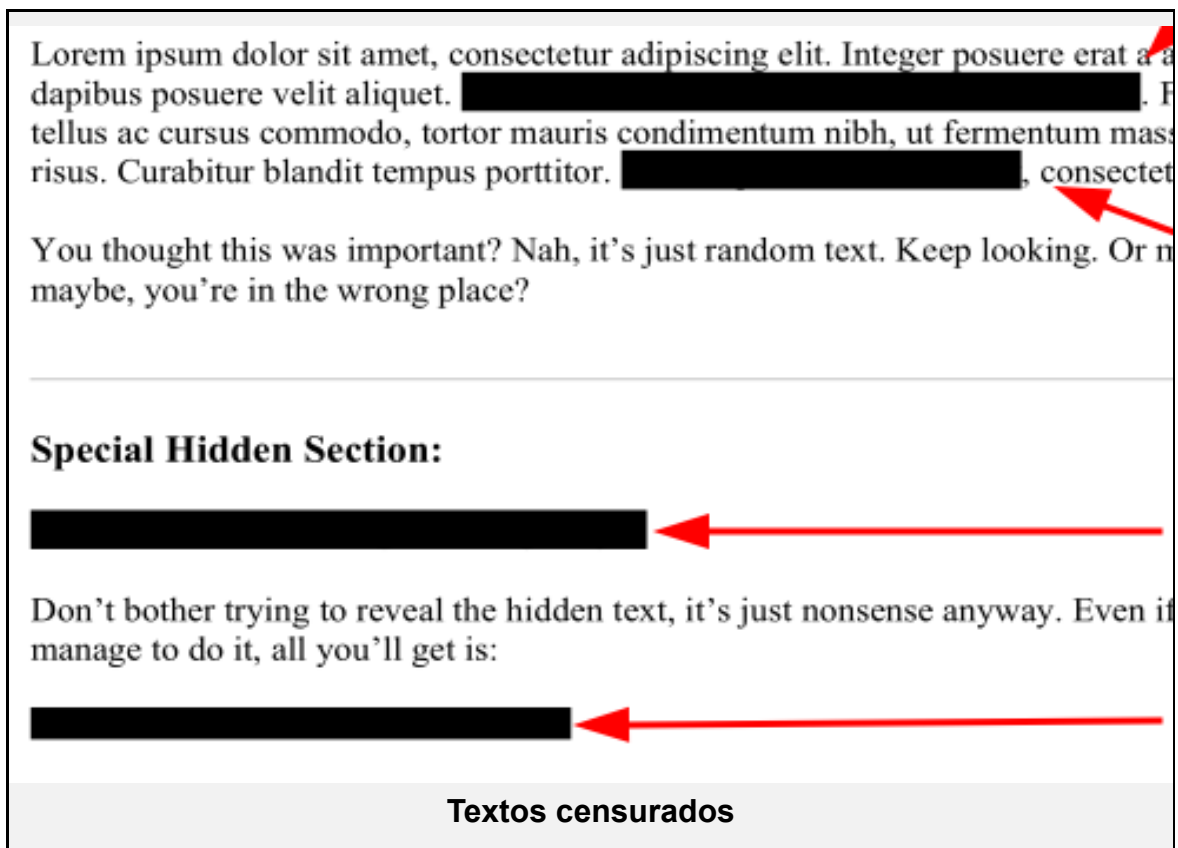 Lorem ipsum dolor sit amet, consectetur adipiscing elit. Integer posuere erat a
dapibus posuere velit aliquet. .
tellus ac cursus commodo, tortor mauris condimentum nibh, ut fermentum
risus. Curabitur blandit tempus porttitor. ,
You thought this was important? Nah, it’s just random text. Keep looking. Or
maybe, you’re in the wrong place?
Special Hidden Section:
Don’t bother trying to reveal the hidden text, it’s just nonsense anyway. Even if
manage to do it, all you’ll get is:
Textos censurados